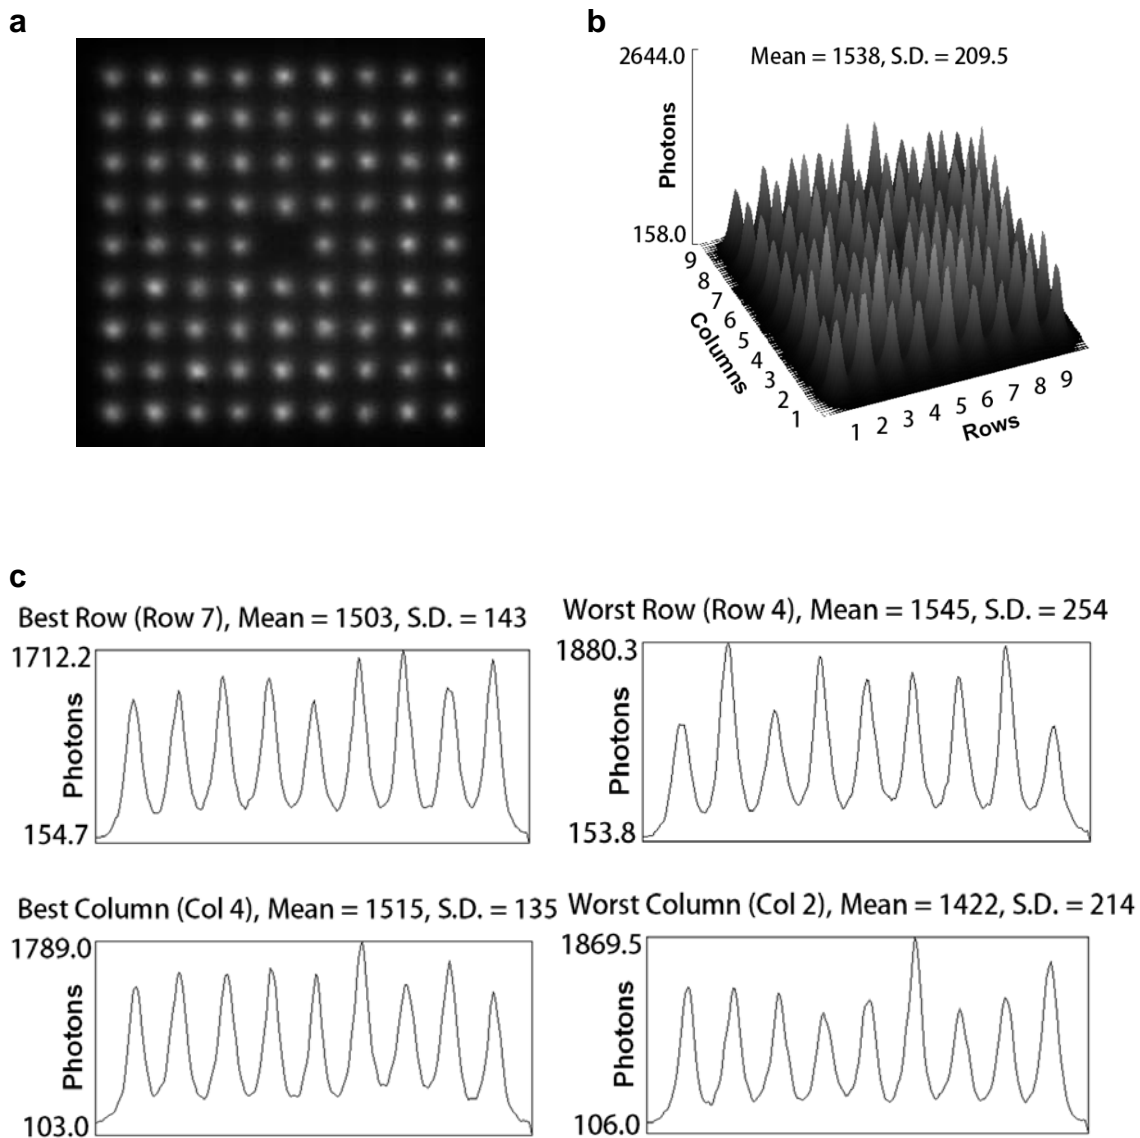 a
b
Mean = 1538, S.D. = 209.5
2644.0
Photons
158.0
9
8
7
6
5
4
3
2
1
Columns
1 2 3 4 5 6 7 8 9
Rows
c
Best Row (Row 7), Mean = 1503, S.D. = 143
1712.2
Photons
154.7
Worst Row (Row 4), Mean = 1545, S.D. = 254
1880.3
Photons
153.8
Best Column (Col 4), Mean = 1515, S.D. = 135
1789.0
Photons
103.0
Worst Column (Col 2), Mean = 1422, S.D. = 214
1869.5
Photons
106.0